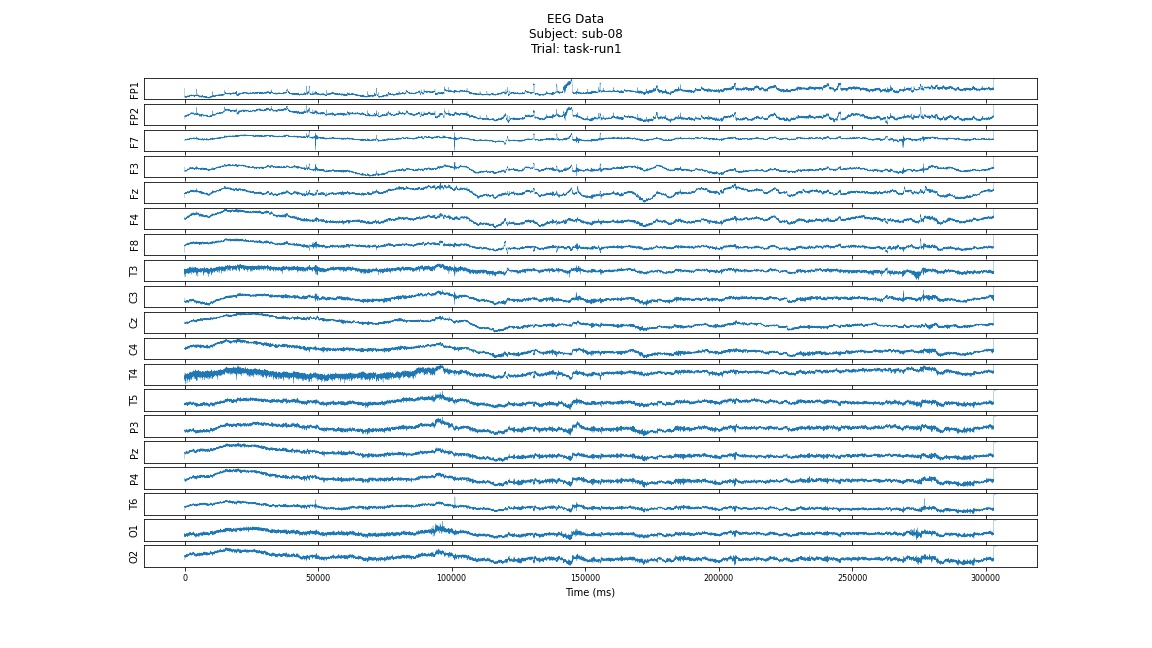 EEG Data
Subject: sub-08
Trial: task-run1
FP1
FP2
F7
F3
Fz
F4
F8
T3
C3
Cz
C4
T4
T5
P3
Pz
P4
T6
O1
O2
0 50000 100000 150000 200000 250000 300000
Time (ms)